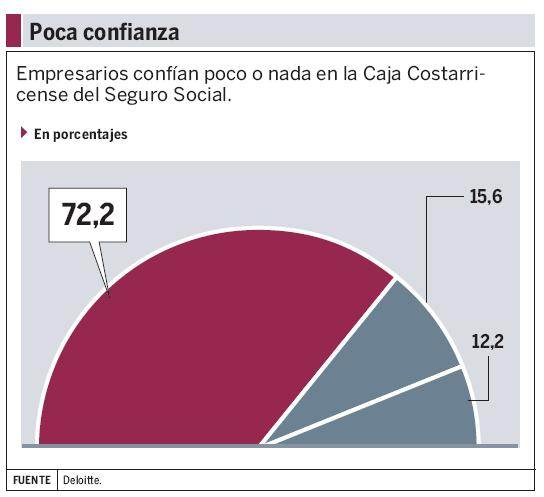 Poca confianza
Empresarios confían poco o nada en la Caja Costarri-
cense del Seguro Social.
En porcentajes
72,2
15,6
12,2
FUENTE Deloitte.